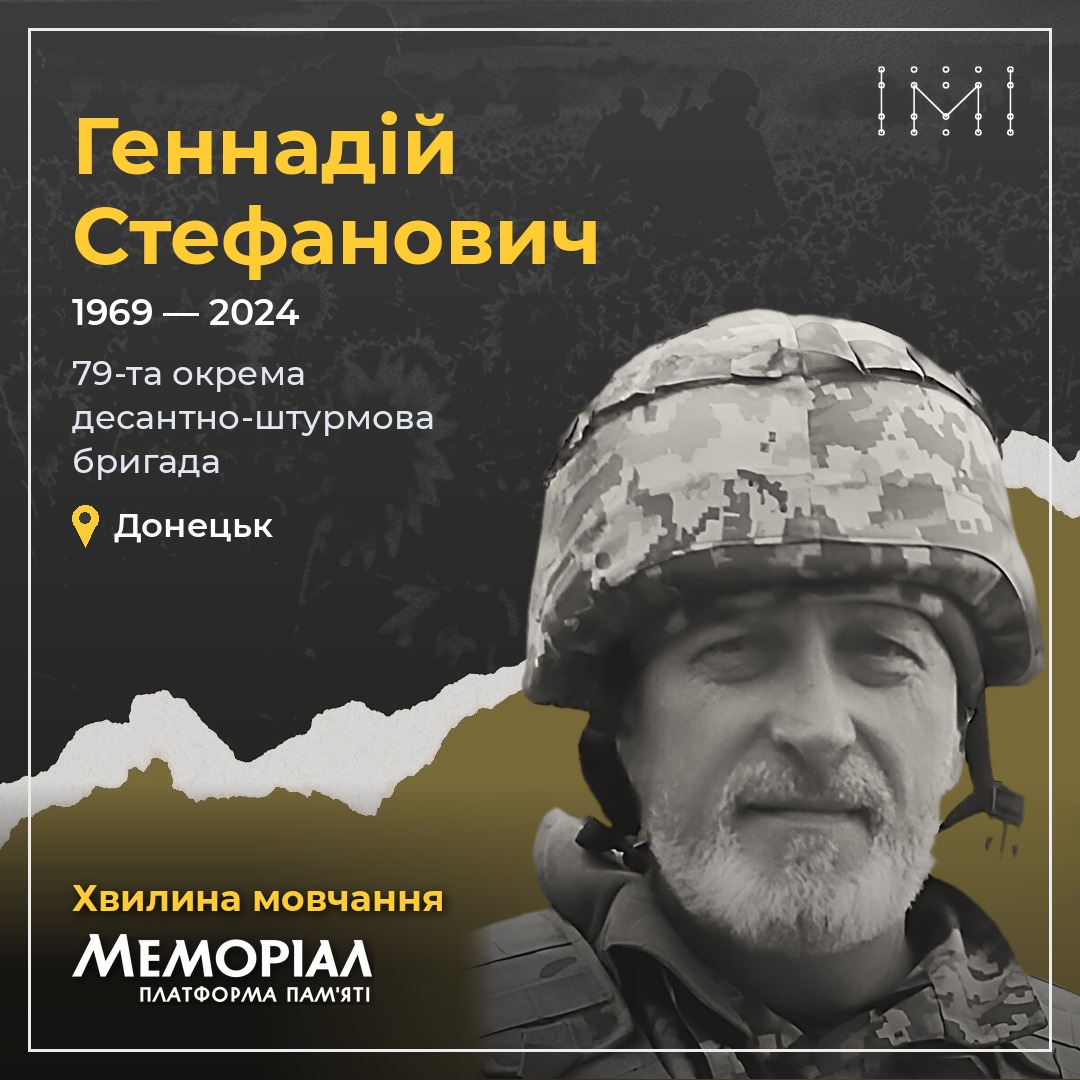 Геннадій
Стефанович
1969 — 2024
79-та окрема
десантно-штурмова
бригада
Донецьк
Хвилина мовчання
МЕМОРІАЛ
ПЛАТФОРМА ПАМ'ЯТІ